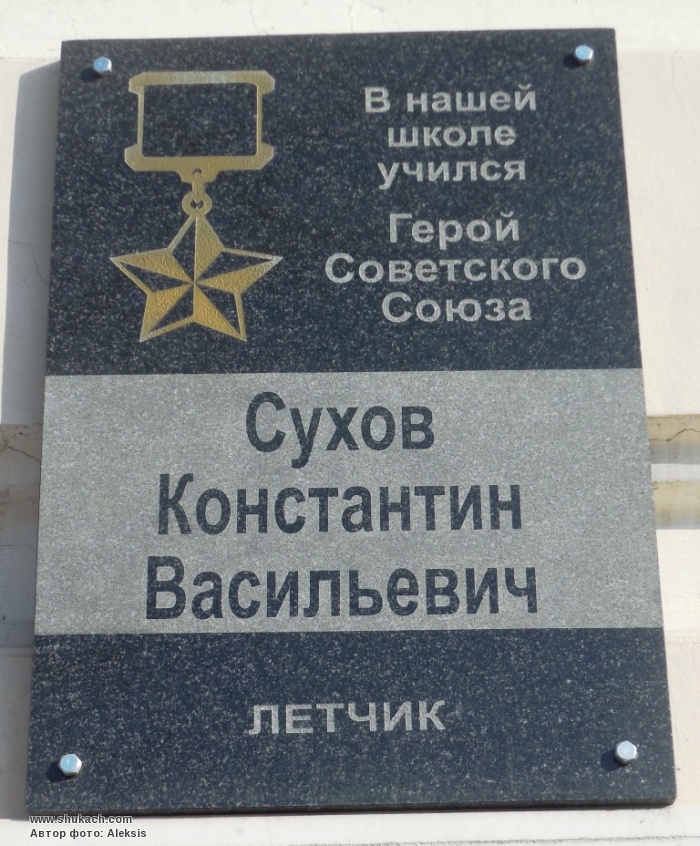 В нашей
школе
учился
Герой
Советского
Союза
Сухов
Константин
Васильевич
ЛЕТЧИК
www.shukach.com
Автор фото: Aleksis